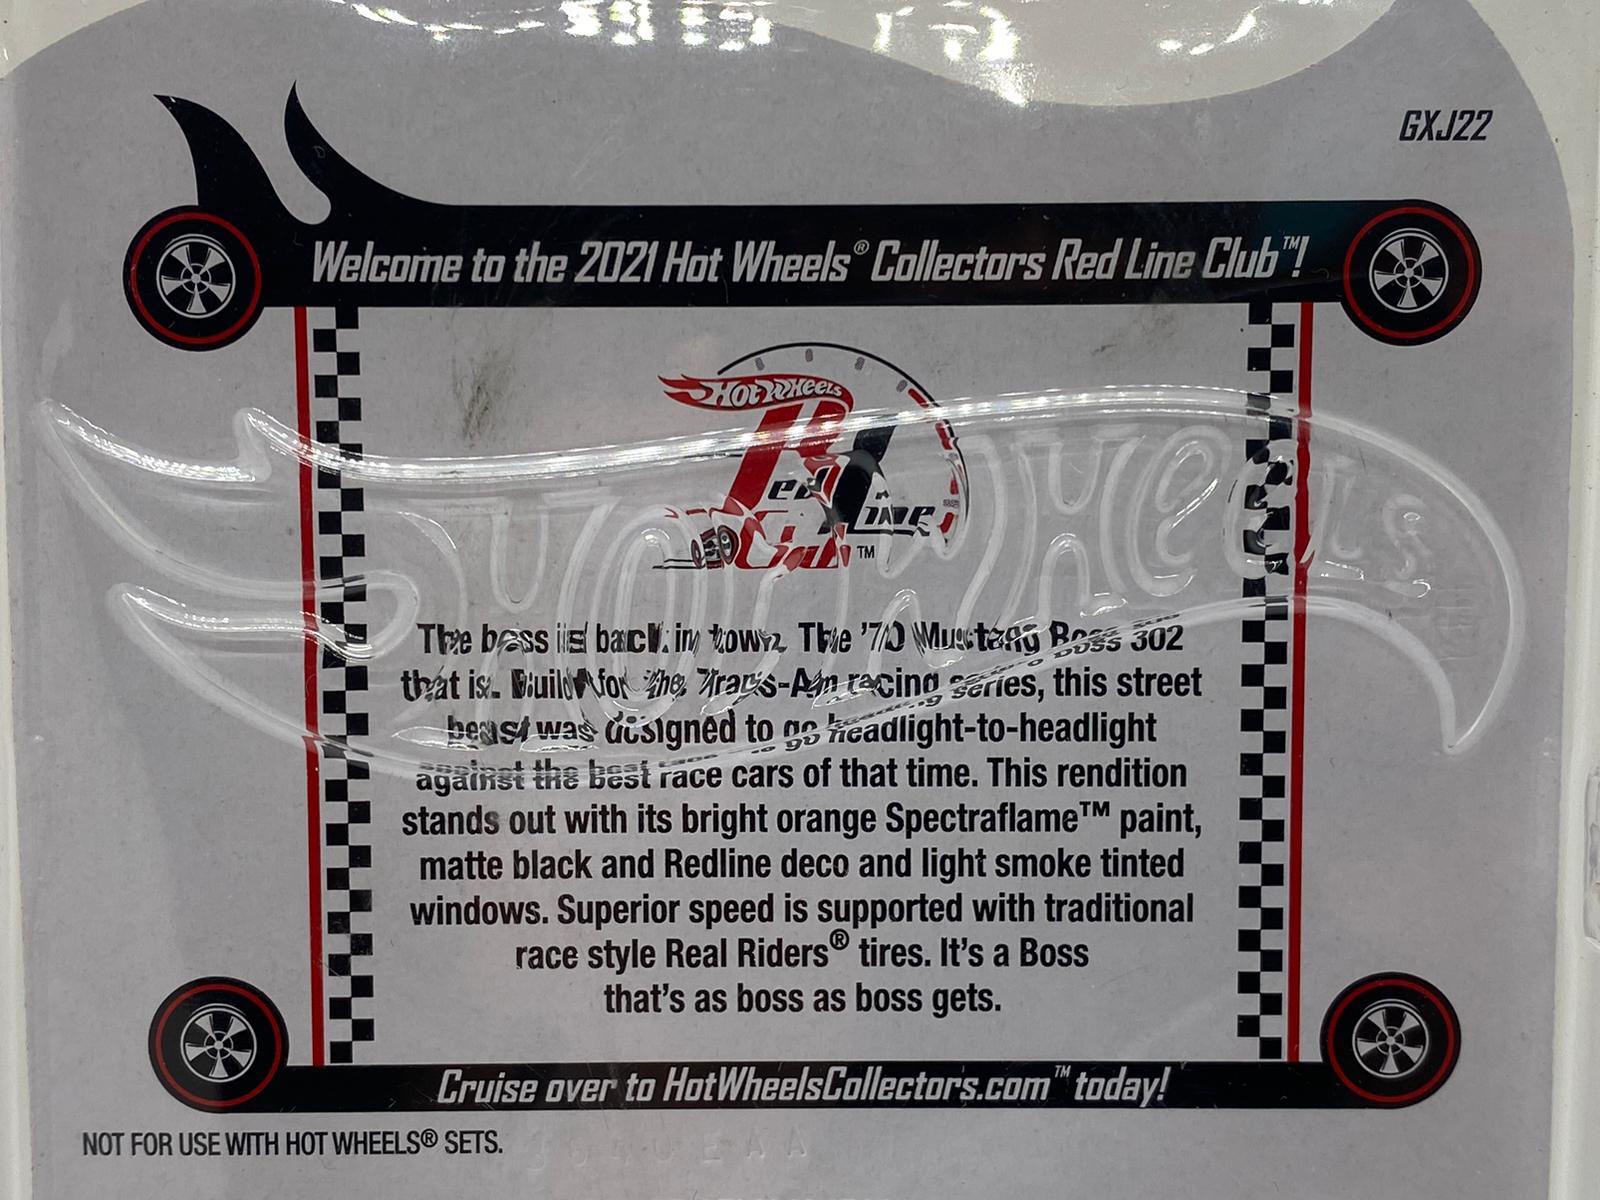 GXJ22
Welcome to the 2021 Hot Wheels® Collectors Red Line Club™!
Hot Wheels
Red Line
Club™
HOT WHEELS
The boss is back in town. The '70 Mustang Boss 302
that is. Build for the Trans-Am racing series, this street
beast was designed to go headlight-to-headlight
against the best race cars of that time. This rendition
stands out with its bright orange Spectraflame™ paint,
matte black and Redline deco and light smoke tinted
windows. Superior speed is supported with traditional
race style Real Riders® tires. It's a Boss
that's as boss as boss gets.
Cruise over to HotWheelsCollectors.com™ today!
NOT FOR USE WITH HOT WHEELS® SETS.